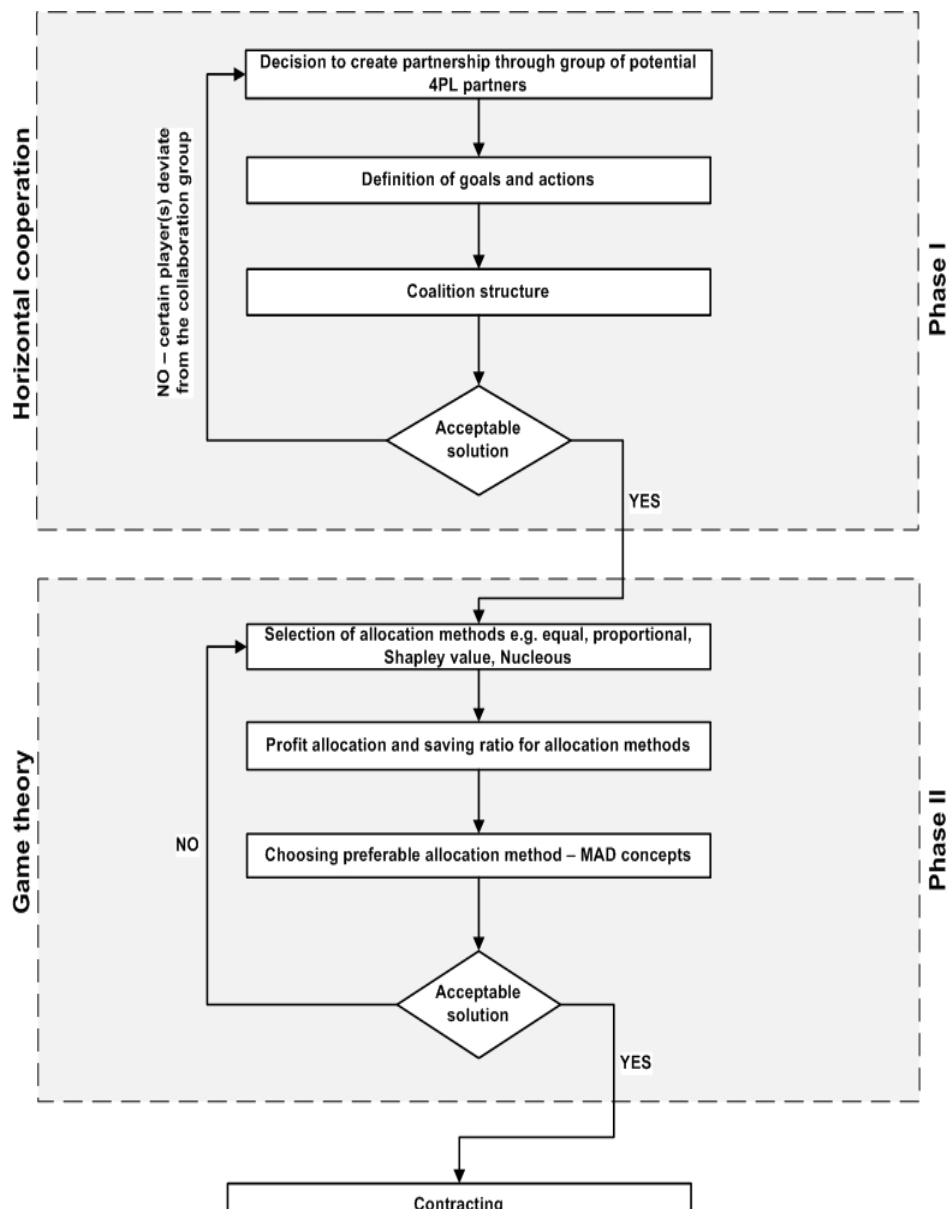 Decision to create partnership through group of potential
4PL partners
Definition of goals and actions
Coalition structure
Acceptable
solution
NO – certain player(s) deviate
from the collaboration group
YES
Horizontal cooperation
Phase I
Selection of allocation methods e.g. equal, proportional,
Shapley value, Nucleous
Profit allocation and saving ratio for allocation methods
Choosing preferable allocation method – MAD concepts
Acceptable
solution
NO
YES
Game theory
Phase II
Contracting